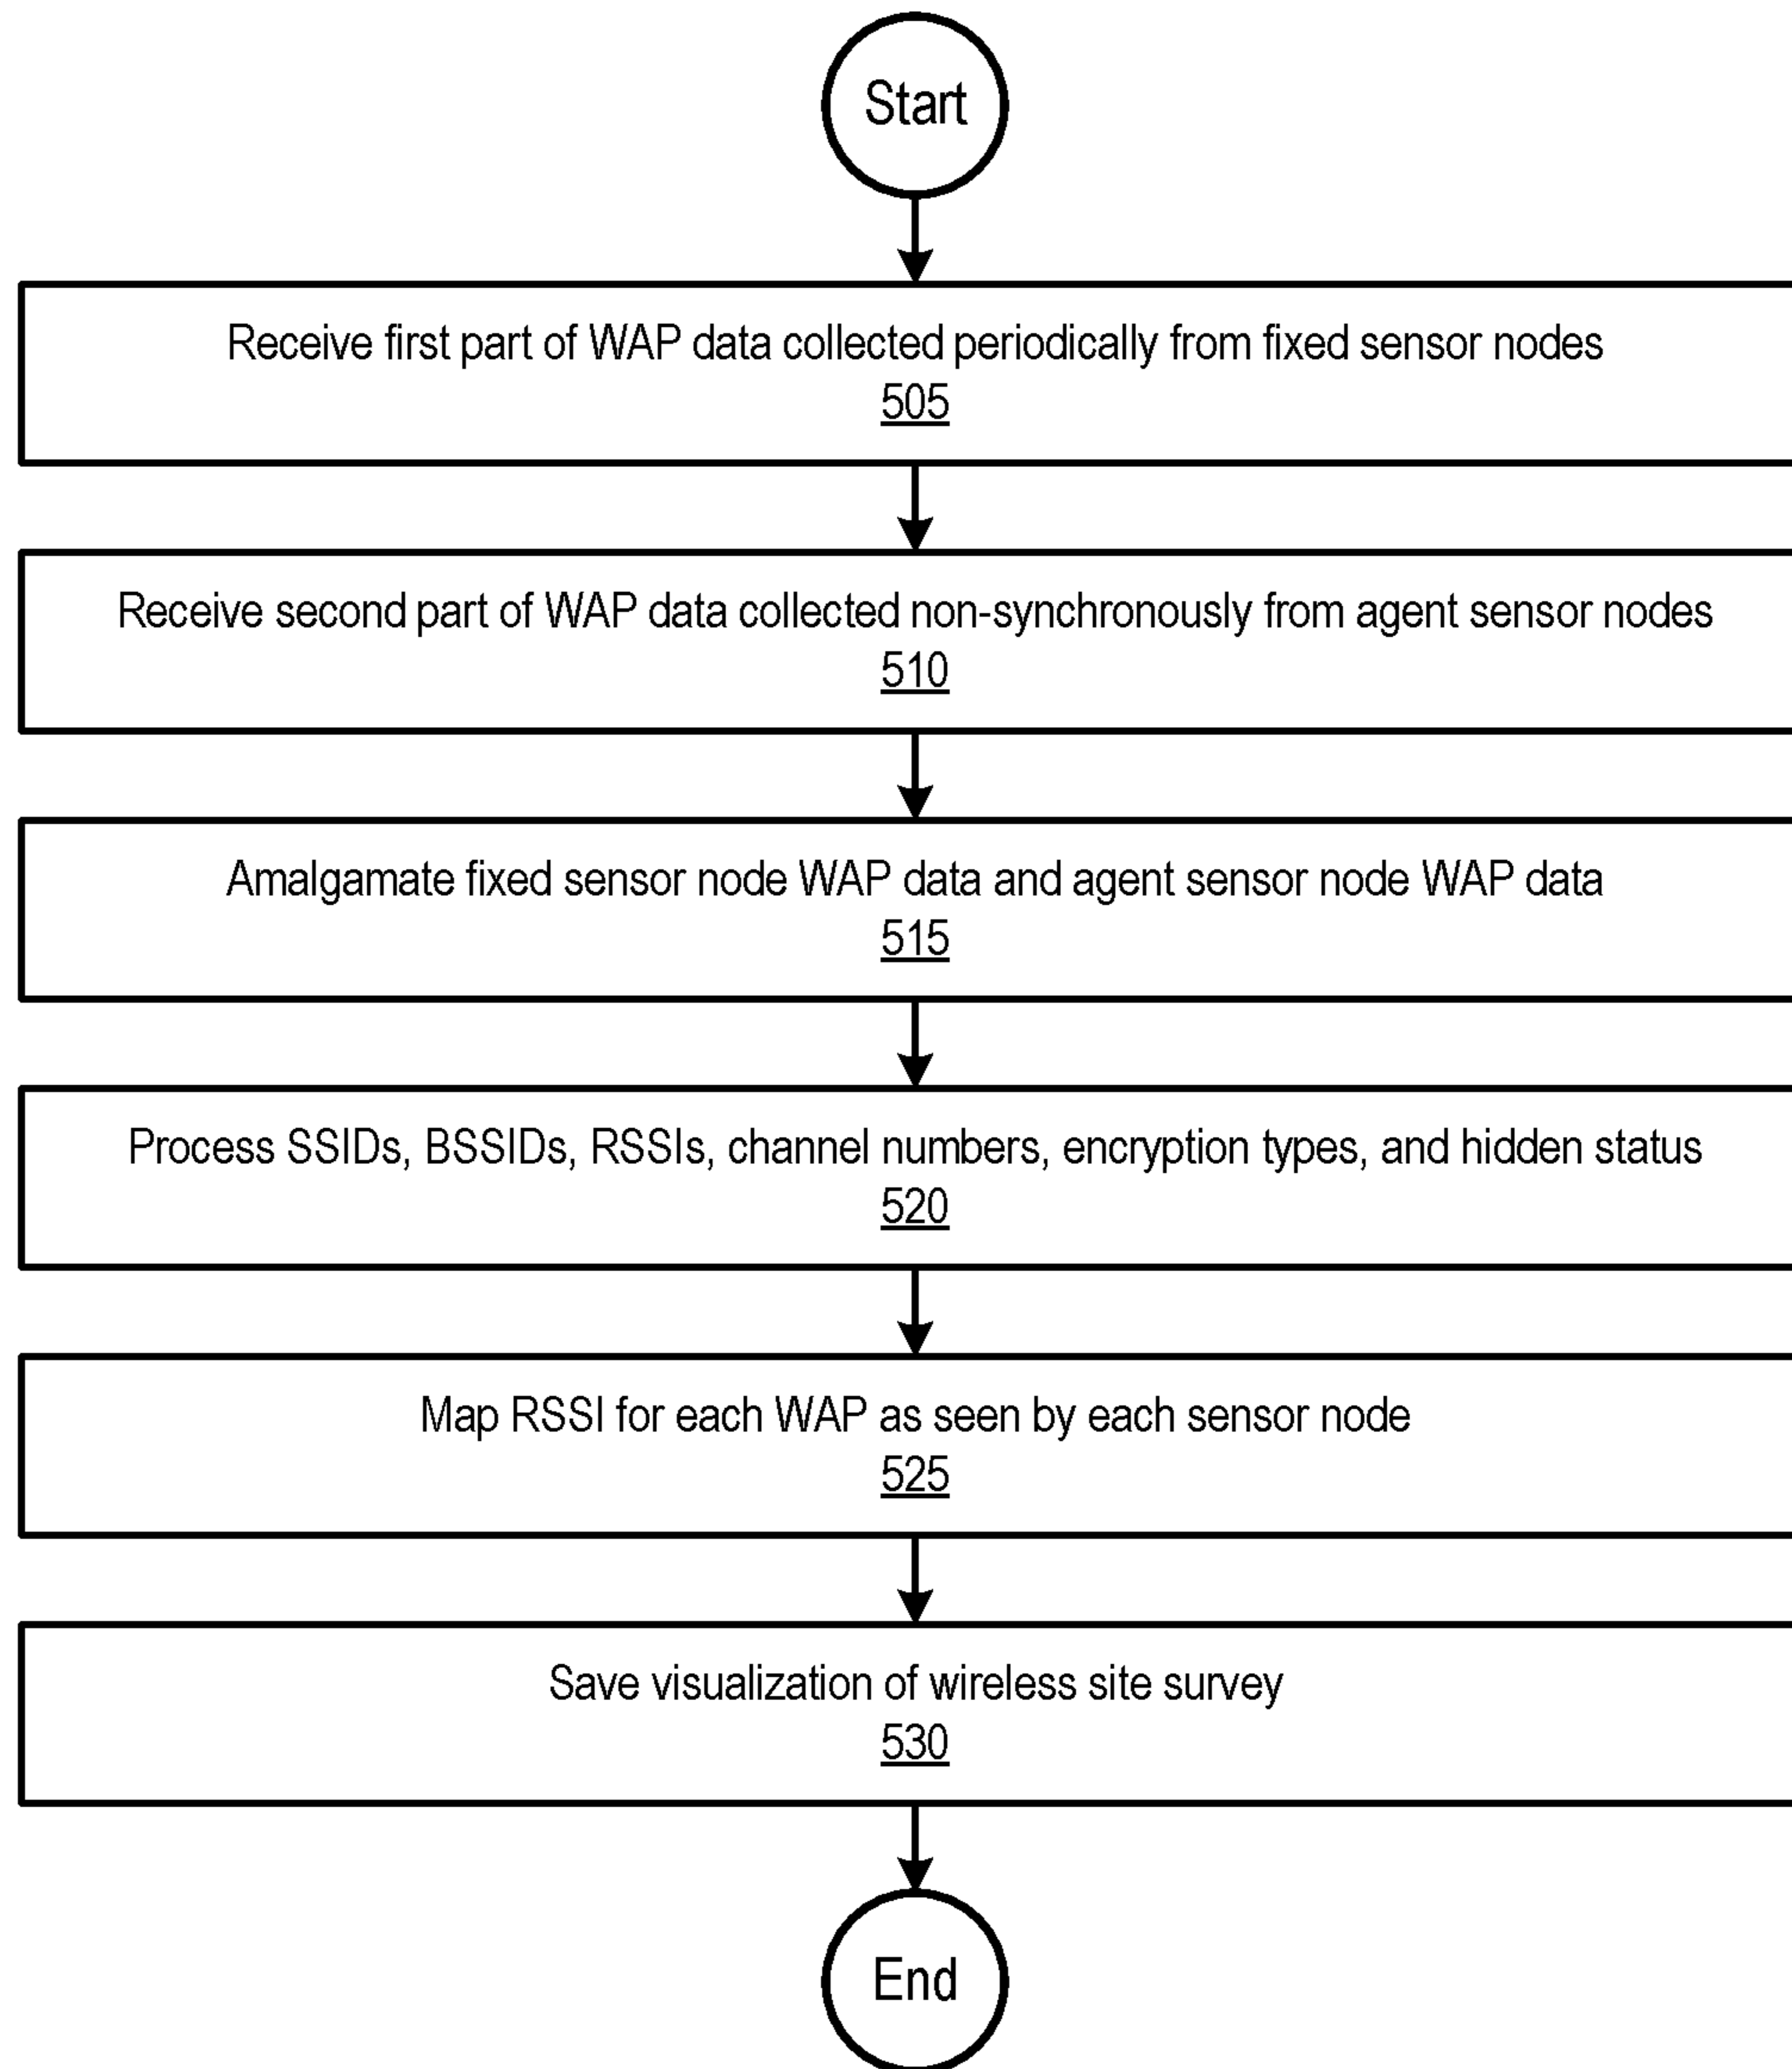 Start
Receive first part of WAP data collected periodically from fixed sensor nodes
505
Receive second part of WAP data collected non-synchronously from agent sensor nodes
510
Amalgamate fixed sensor node WAP data and agent sensor node WAP data
515
Process SSIDs, BSSIDs, RSSIs, channel numbers, encryption types, and hidden status
520
Map RSSI for each WAP as seen by each sensor node
525
Save visualization of wireless site survey
530
End